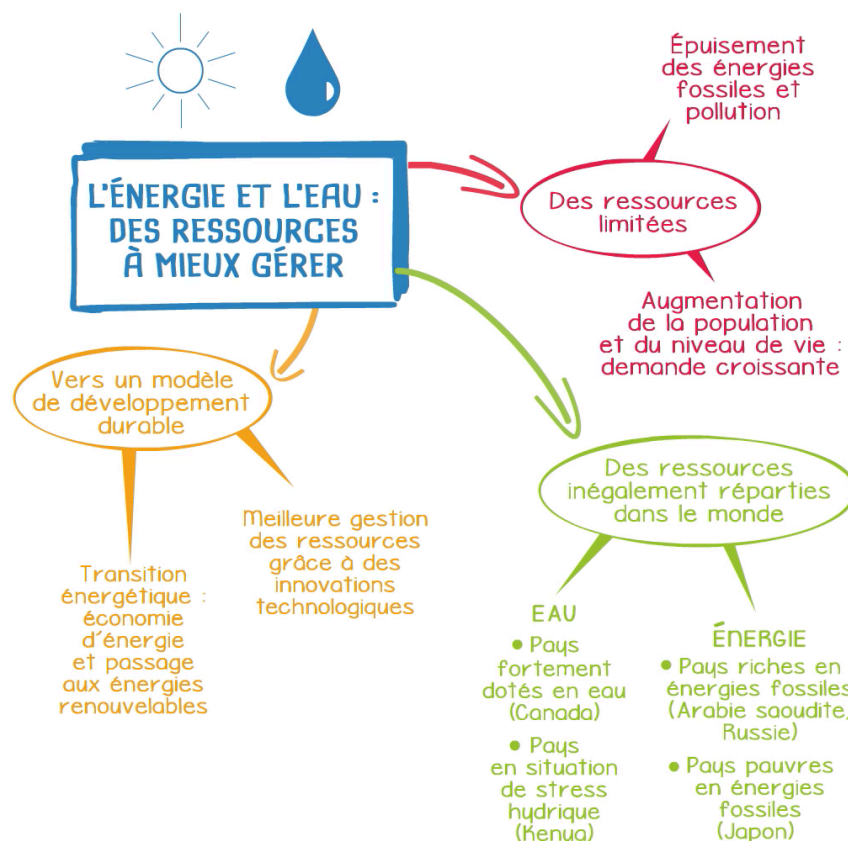 L'ÉNERGIE ET L'EAU :
DES RESSOURCES
À MIEUX GÉRER
Épuisement
des énergies
fossiles et
pollution
Des ressources
limitées
Augmentation
de la population
et du niveau de vie :
demande croissante
Vers un modèle
de développement
durable
Transition
énergétique :
économie
d'énergie
et passage
aux énergies
renouvelables
Meilleure gestion
des ressources
grâce à des
innovations
technologiques
Des ressources
inégalement réparties
dans le monde
EAU
• Pays
fortement
dotés en eau
(Canada)
• Pays
en situation
de stress
hydrique
(Kenya)
ÉNERGIE
• Pays riches en
énergies fossiles
(Arabie saoudite,
Russie)
• Pays pauvres
en énergies
fossiles
(Japon)